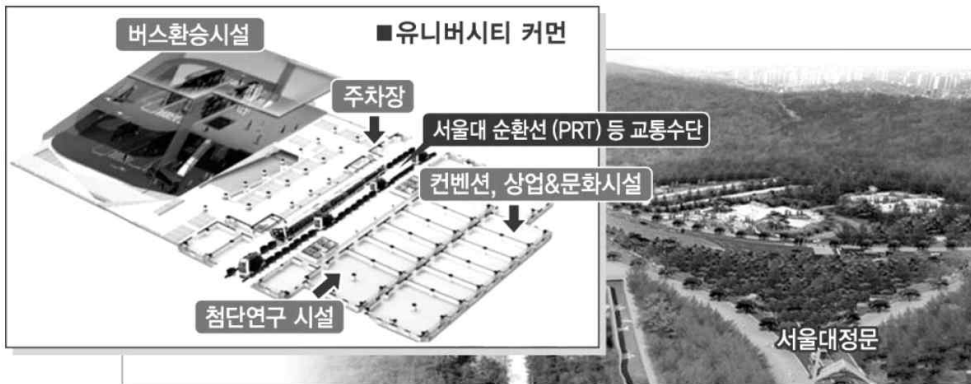 ■유니버시티 커먼
버스환승시설
주차장
서울대 순환선 (PRT) 등 교통수단
컨벤션, 상업&문화시설
첨단연구 시설
서울대정문